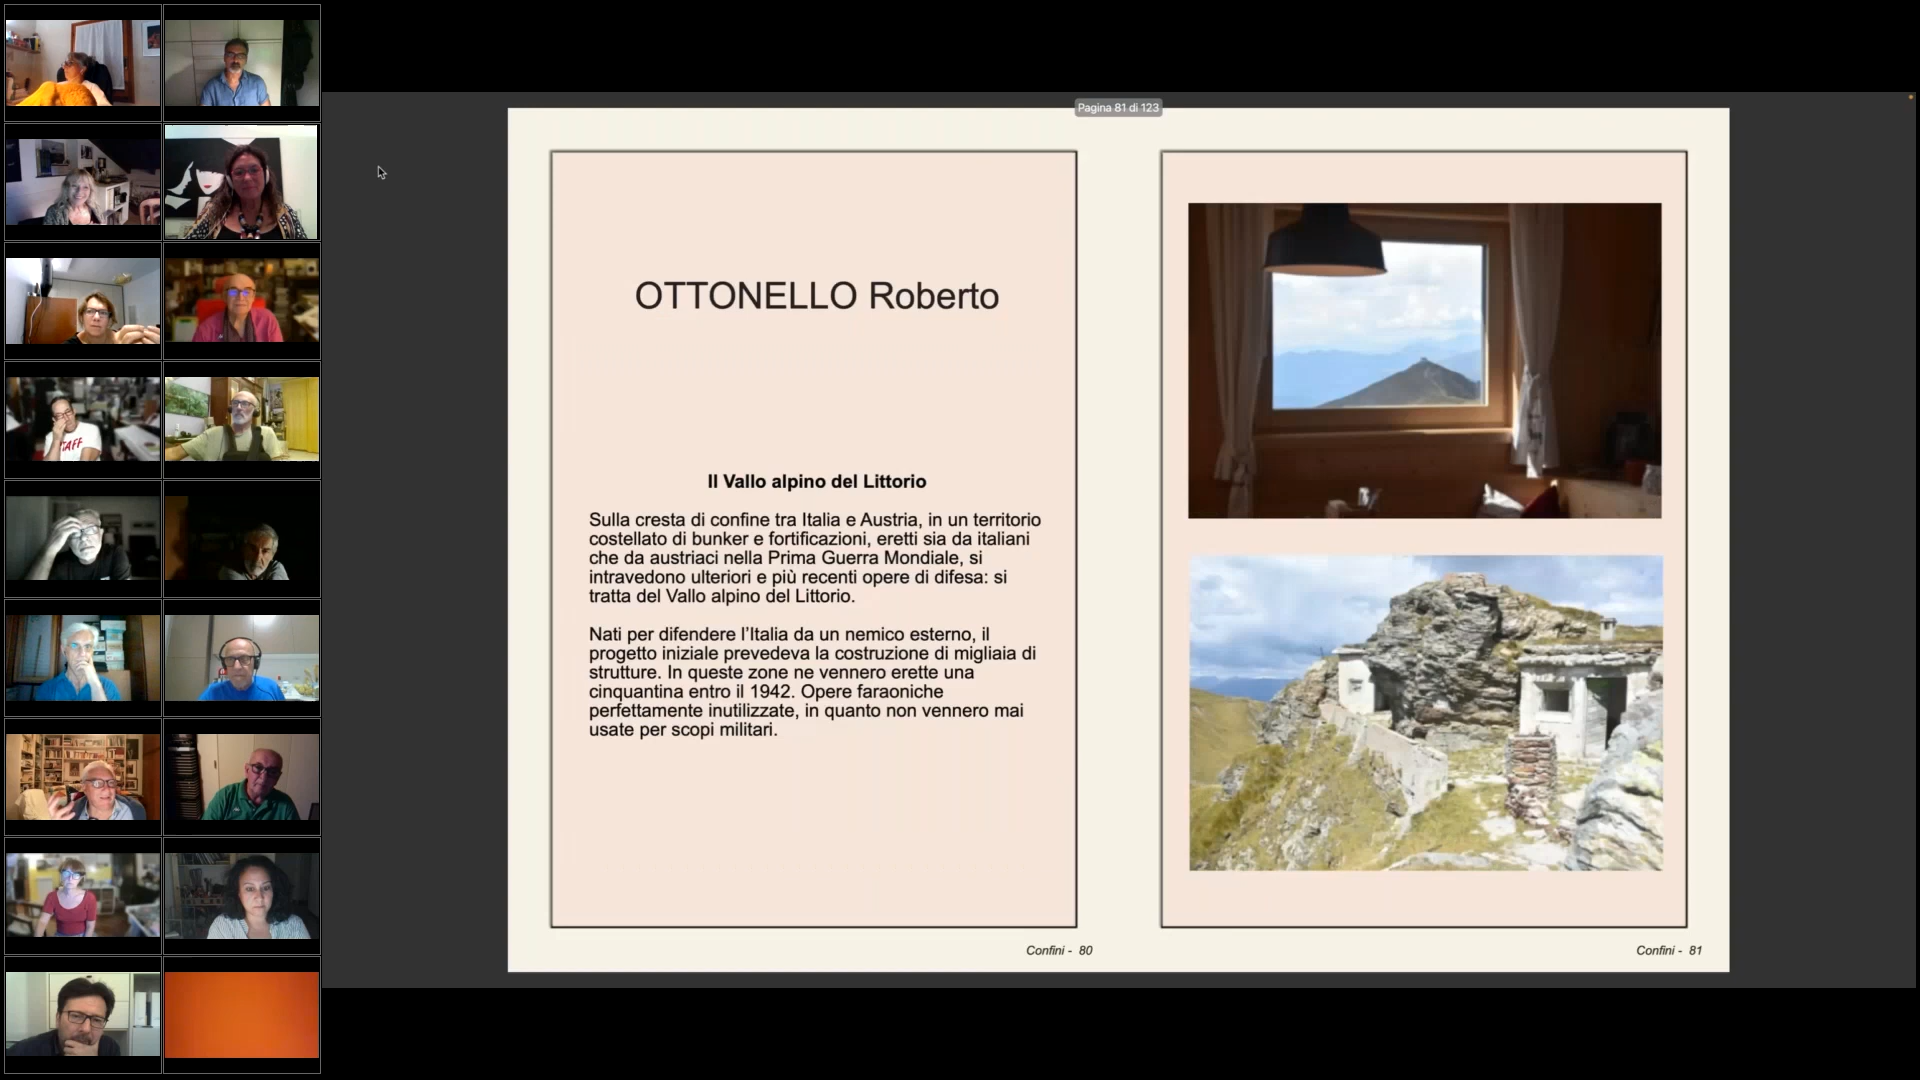 Pagina 81 di 123
OTTONELLO Roberto
Il Vallo alpino del Littorio
Sulla cresta di confine tra Italia e Austria, in un territorio
costellato di bunker e fortificazioni, eretti sia da italiani
che da austriaci nella Prima Guerra Mondiale, si
intravedono ulteriori e più recenti opere di difesa: si
tratta del Vallo alpino del Littorio.
Nati per difendere l’Italia da un nemico esterno, il
progetto iniziale prevedeva la costruzione di migliaia di
strutture. In queste zone ne vennero erette una
cinquantina entro il 1942. Opere faraoniche
perfettamente inutilizzate, in quanto non vennero mai
usate per scopi militari.
Confini - 80
Confini - 81